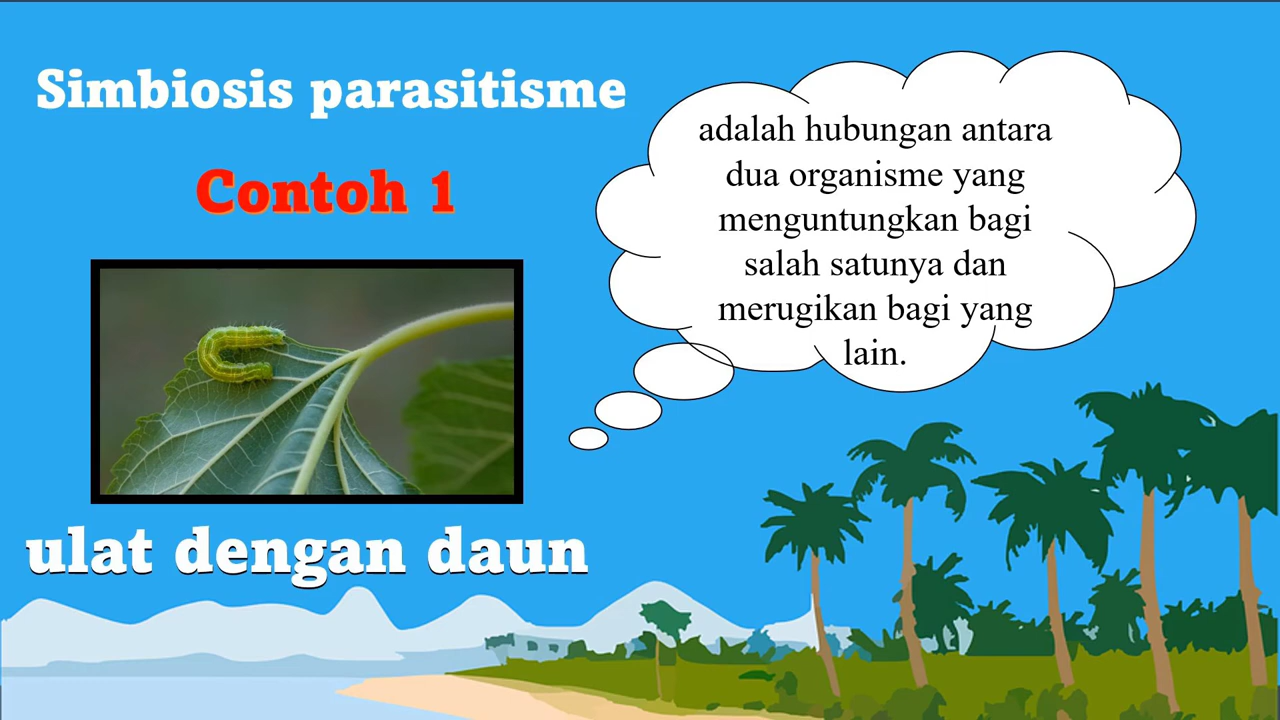 Simbiosis parasitisme
Contoh 1
ulat dengan daun
adalah hubungan antara
dua organisme yang
menguntungkan bagi
salah satunya dan
merugikan bagi yang
lain.